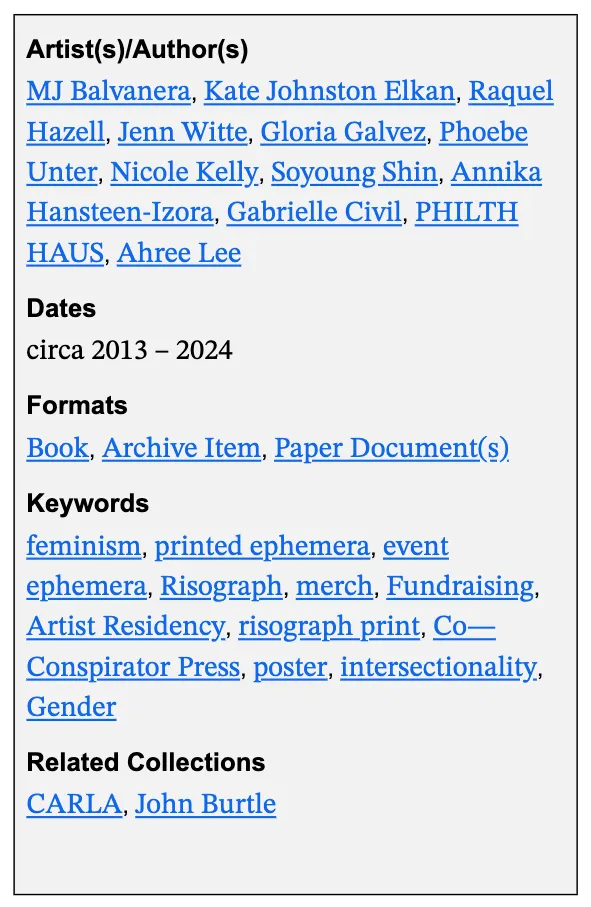 Artist(s)/Author(s)
MJ Balvanera, Kate Johnston Elkan, Raquel
Hazell, Jenn Witte, Gloria Galvez, Phoebe
Unter, Nicole Kelly, Soyoung Shin, Annika
Hansteen-Izora, Gabrielle Civil, PHILTH
HAUS, Ahree Lee
Dates
circa 2013 – 2024
Formats
Book, Archive Item, Paper Document(s)
Keywords
feminism, printed ephemera, event
ephemera, Risograph, merch, Fundraising,
Artist Residency, risograph print, Co—
Conspirator Press, poster, intersectionality,
Gender
Related Collections
CARLA, John Burtle